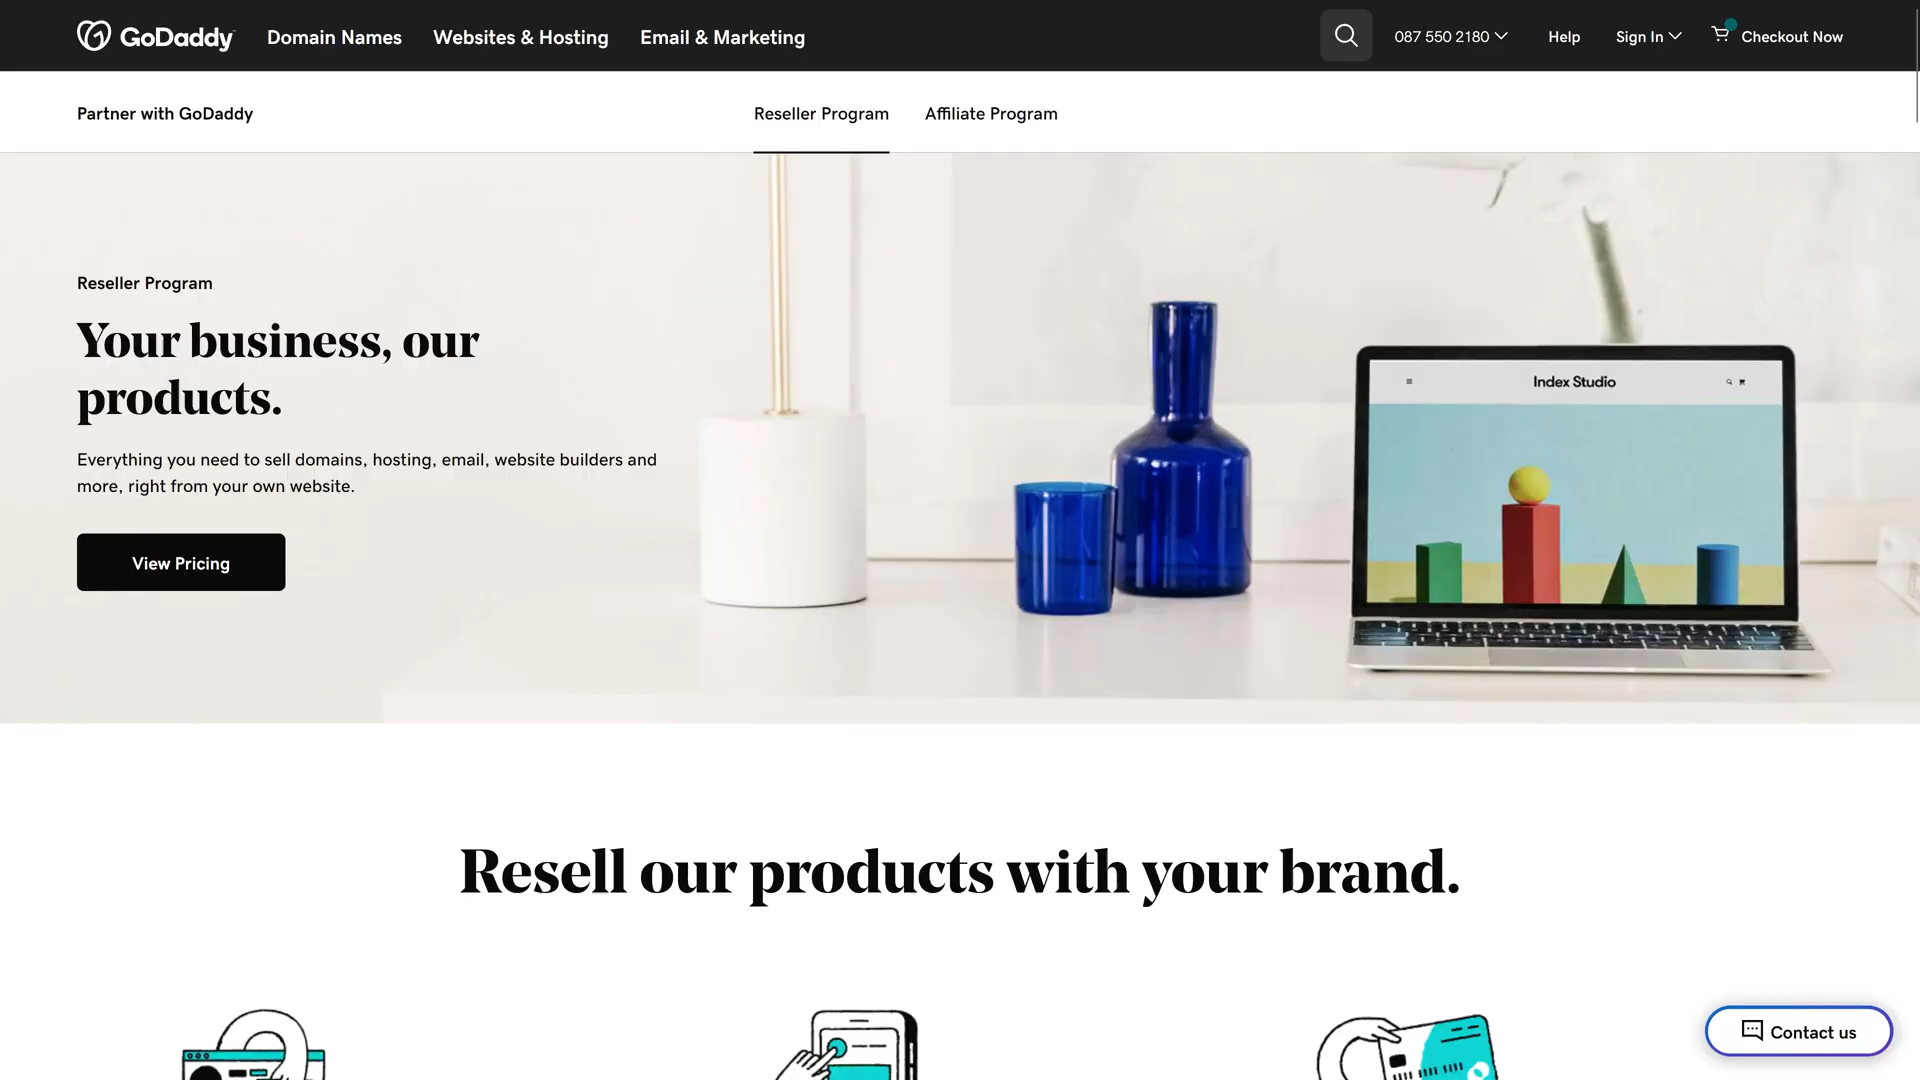 GoDaddy
Domain Names
Websites & Hosting
Email & Marketing
087 550 2180
Help
Sign In
Checkout Now
Partner with GoDaddy
Reseller Program
Affiliate Program
Reseller Program
Your business, our
products.
Everything you need to sell domains, hosting, email, website builders and
more, right from your own website.
View Pricing
Index Studio
Resell our products with your brand.
Contact us